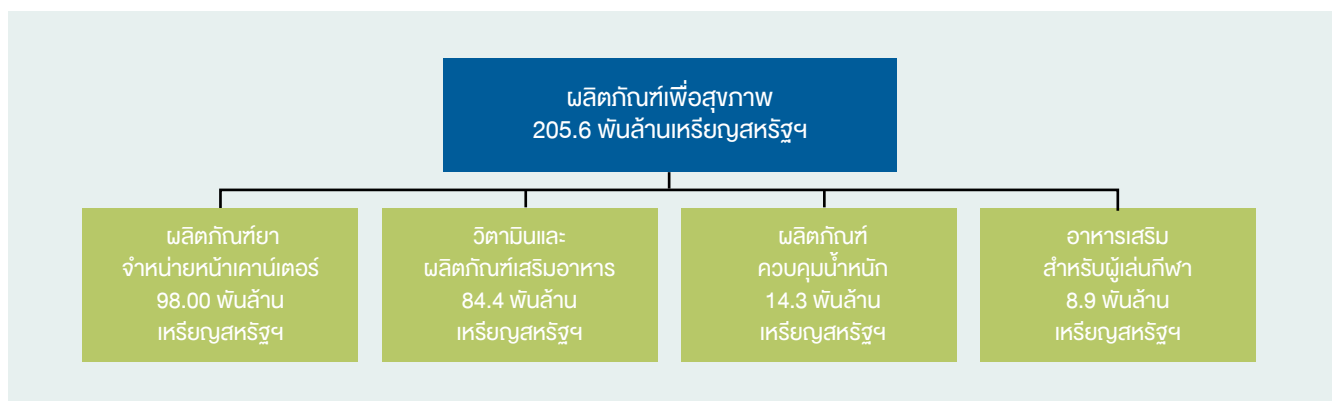 ผลิตภัณฑ์เพื่อสุขภาพ
205.6 พันล้านเหรียญสหรัฐฯ
ผลิตภัณฑ์ยา
จำหน่ายหน้าเคาน์เตอร์
98.00 พันล้าน
เหรียญสหรัฐฯ
วิตามินและ
ผลิตภัณฑ์เสริมอาหาร
84.4 พันล้าน
เหรียญสหรัฐฯ
ผลิตภัณฑ์
ควบคุมน้ำหนัก
14.3 พันล้าน
เหรียญสหรัฐฯ
อาหารเสริม
สำหรับผู้เล่นกีฬา
8.9 พันล้าน
เหรียญสหรัฐฯ